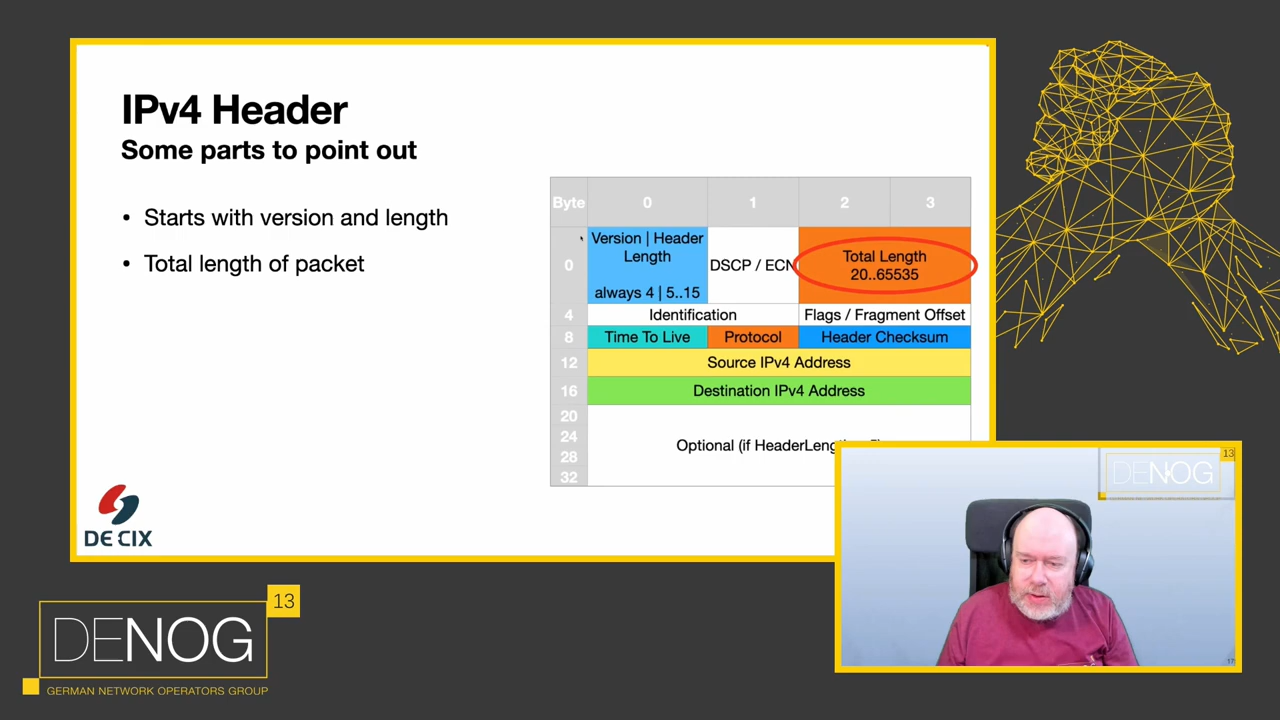 IPv4 Header
Some parts to point out
• Starts with version and length
• Total length of packet
Byte 0 1 2 3
0 Version | Header Length always 4 | 5..15 DSCP / ECN Total Length 20..65535
4 Identification Flags / Fragment Offset
8 Time To Live Protocol Header Checksum
12 Source IPv4 Address
16 Destination IPv4 Address
20
24
28
32
Optional (if HeaderLeng
DE CIX
DENOG 13
DENOG 13
GERMAN NETWORK OPERATORS GROUP